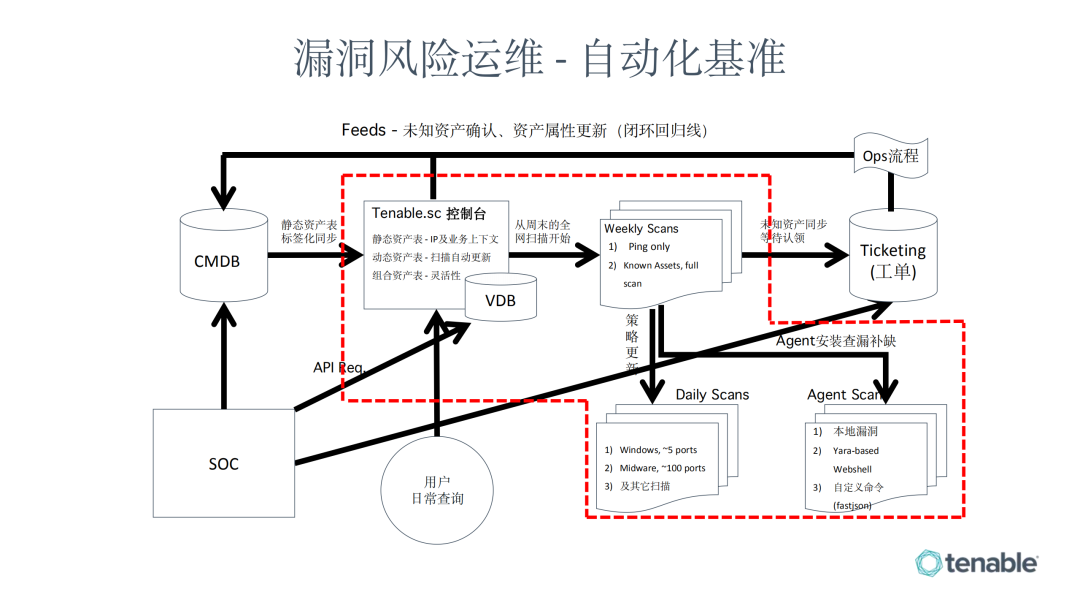 漏洞风险运维 - 自动化基准
Feeds - 未知资产确认、资产属性更新（闭环回归线）
Ops流程
静态资产表
标签化同步
CMDB
Tenable.sc 控制台
静态资产表 - IP及业务上下文
动态资产表 - 扫描自动更新
组合资产表 - 灵活性
VDB
从周末的全
网扫描开始
Weekly Scans
1) Ping only
2) Known Assets, full
scan
未知资产同步
等待认领
Ticketing
(工单)
策
略
更
新
Agent安装查漏补缺
API Req.
Daily Scans
1) Windows, ~5 ports
2) Midware, ~100 ports
3) 及其它扫描
Agent Scan
1) 本地漏洞
2) Yara-based
Webshell
3) 自定义命令
(fastjson)
SOC
用户
日常查询
tenable